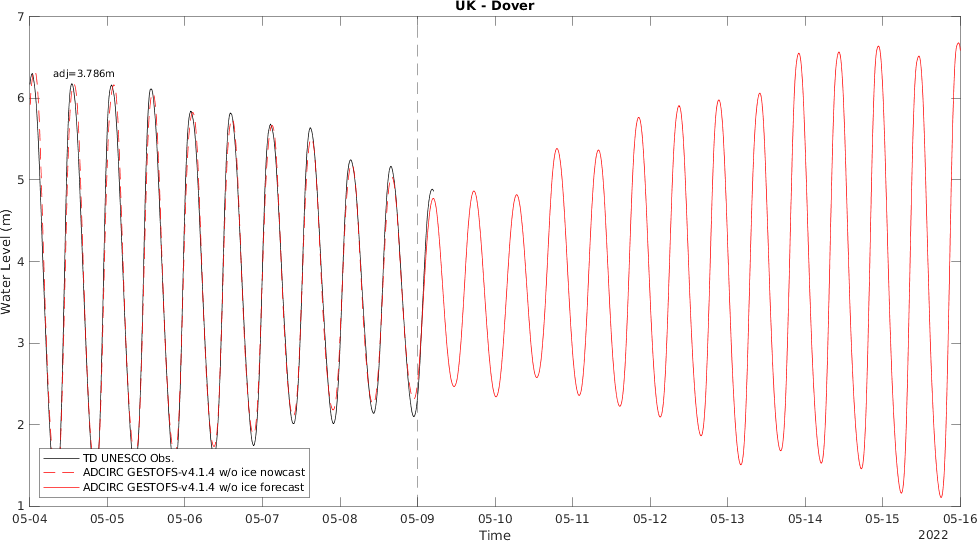 UK - Dover
7
adj=3.786m
6
5
Water Level (m)
4
3
2
TD UNESCO Obs.
ADCIRC GESTOFS-v4.1.4 w/o ice nowcast
ADCIRC GESTOFS-v4.1.4 w/o ice forecast
1
05-04 05-05 05-06 05-07 05-08 05-09 05-10 05-11 05-12 05-13 05-14 05-15 05-16
Time
2022